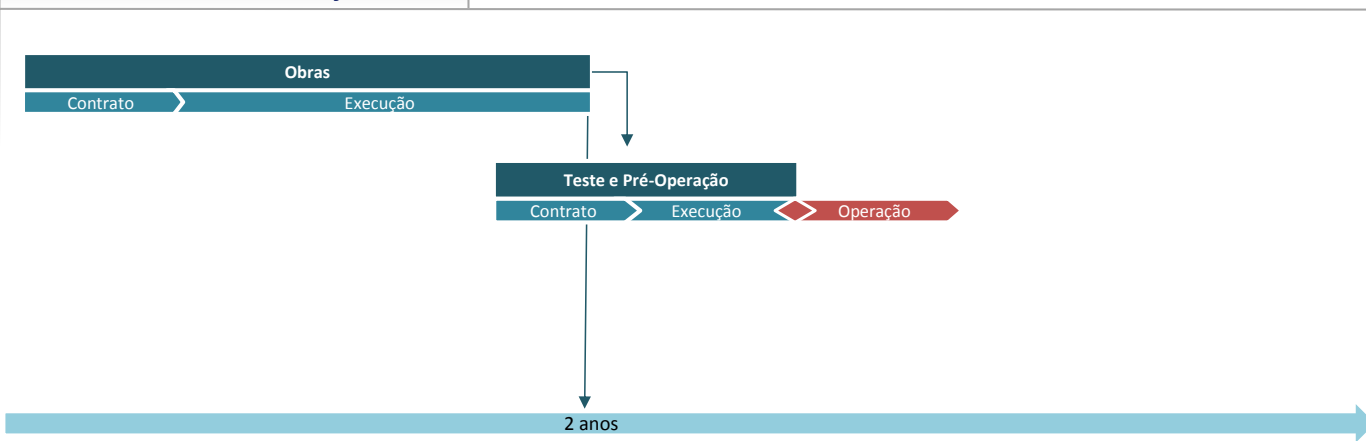 Obras
Contrato
Execução
Teste e Pré-Operação
Contrato
Execução
Operação
2 anos